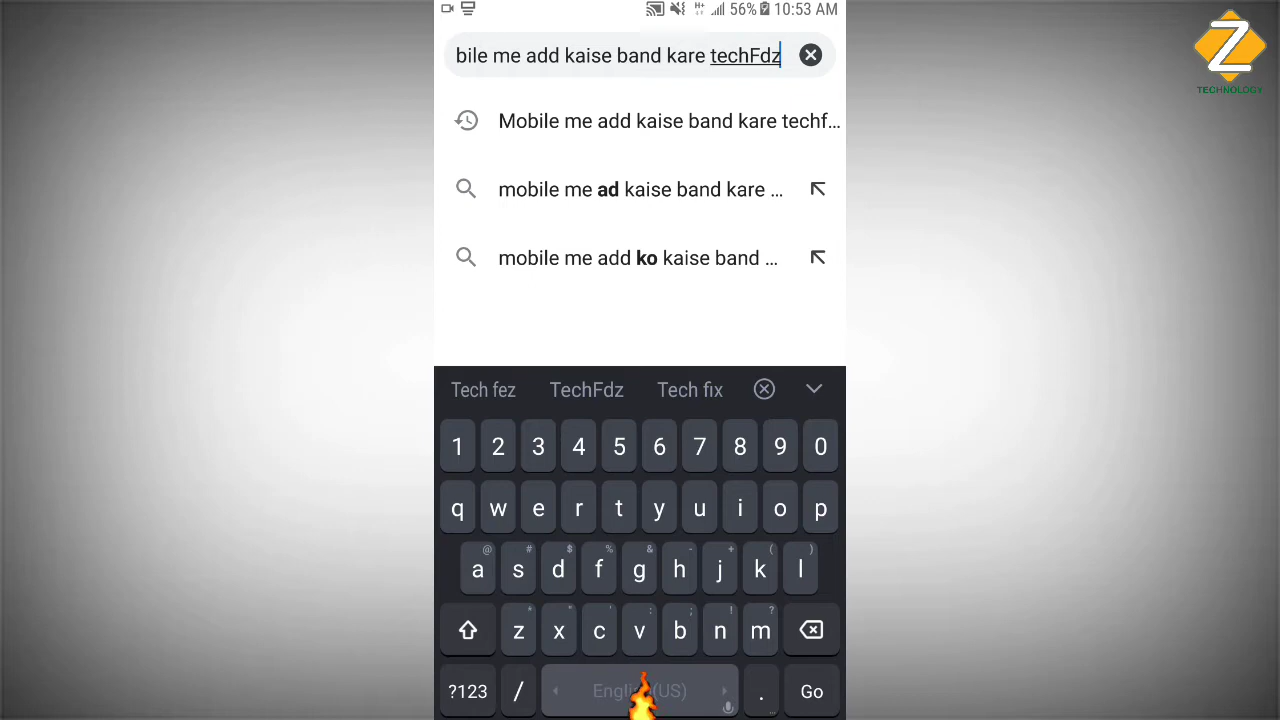 56% 10:53 AM
Z
TECHNOLOGY
bile me add kaise band kare techFdz
Mobile me add kaise band kare techf...
mobile me ad kaise band kare ...
mobile me add ko kaise band ...
Tech fez TechFdz Tech fix
1 2 3 4 5 6 7 8 9 0
q w e r t y u i o p
@ # $ % & - + ( )
a s d f g h j k l
* " ' : ; ! ?
z x c v b n m
?123 / English(US) . Go